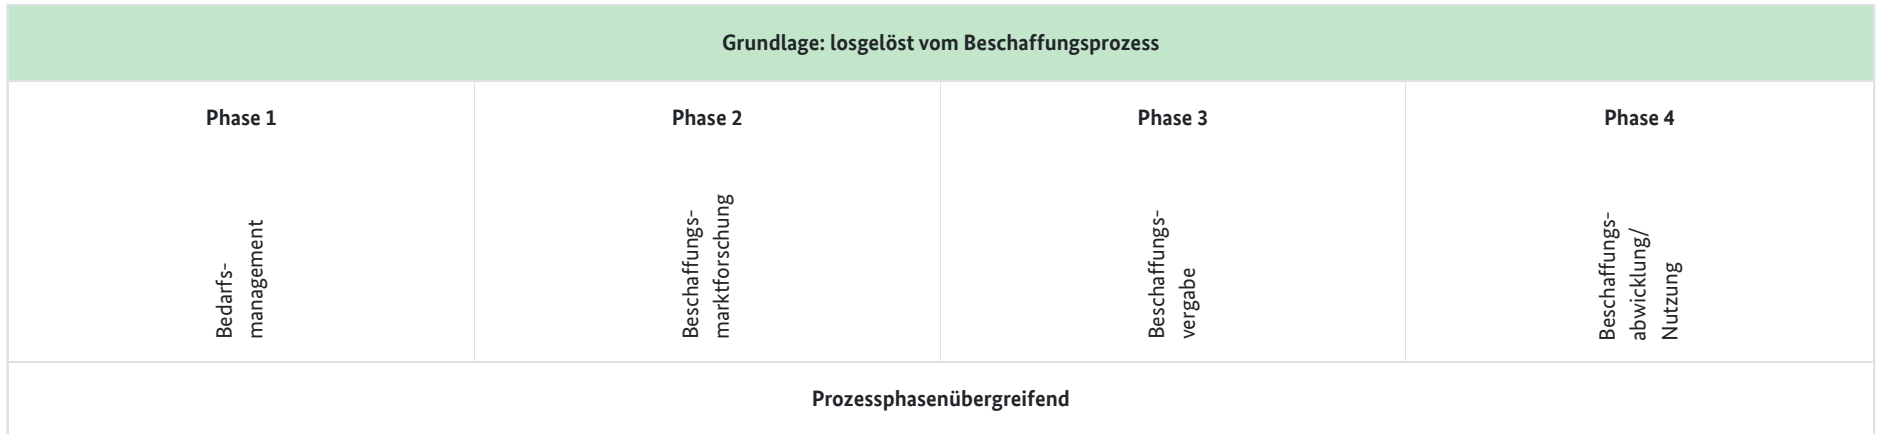 Grundlage: losgelöst vom Beschaffungsprozess
Phase 1
Bedarfs-
management
Phase 2
Beschaffungs-
marktforschung
Phase 3
Beschaffungs-
vergabe
Phase 4
Beschaffungs-
abwicklung/
Nutzung
Prozessphasenübergreifend